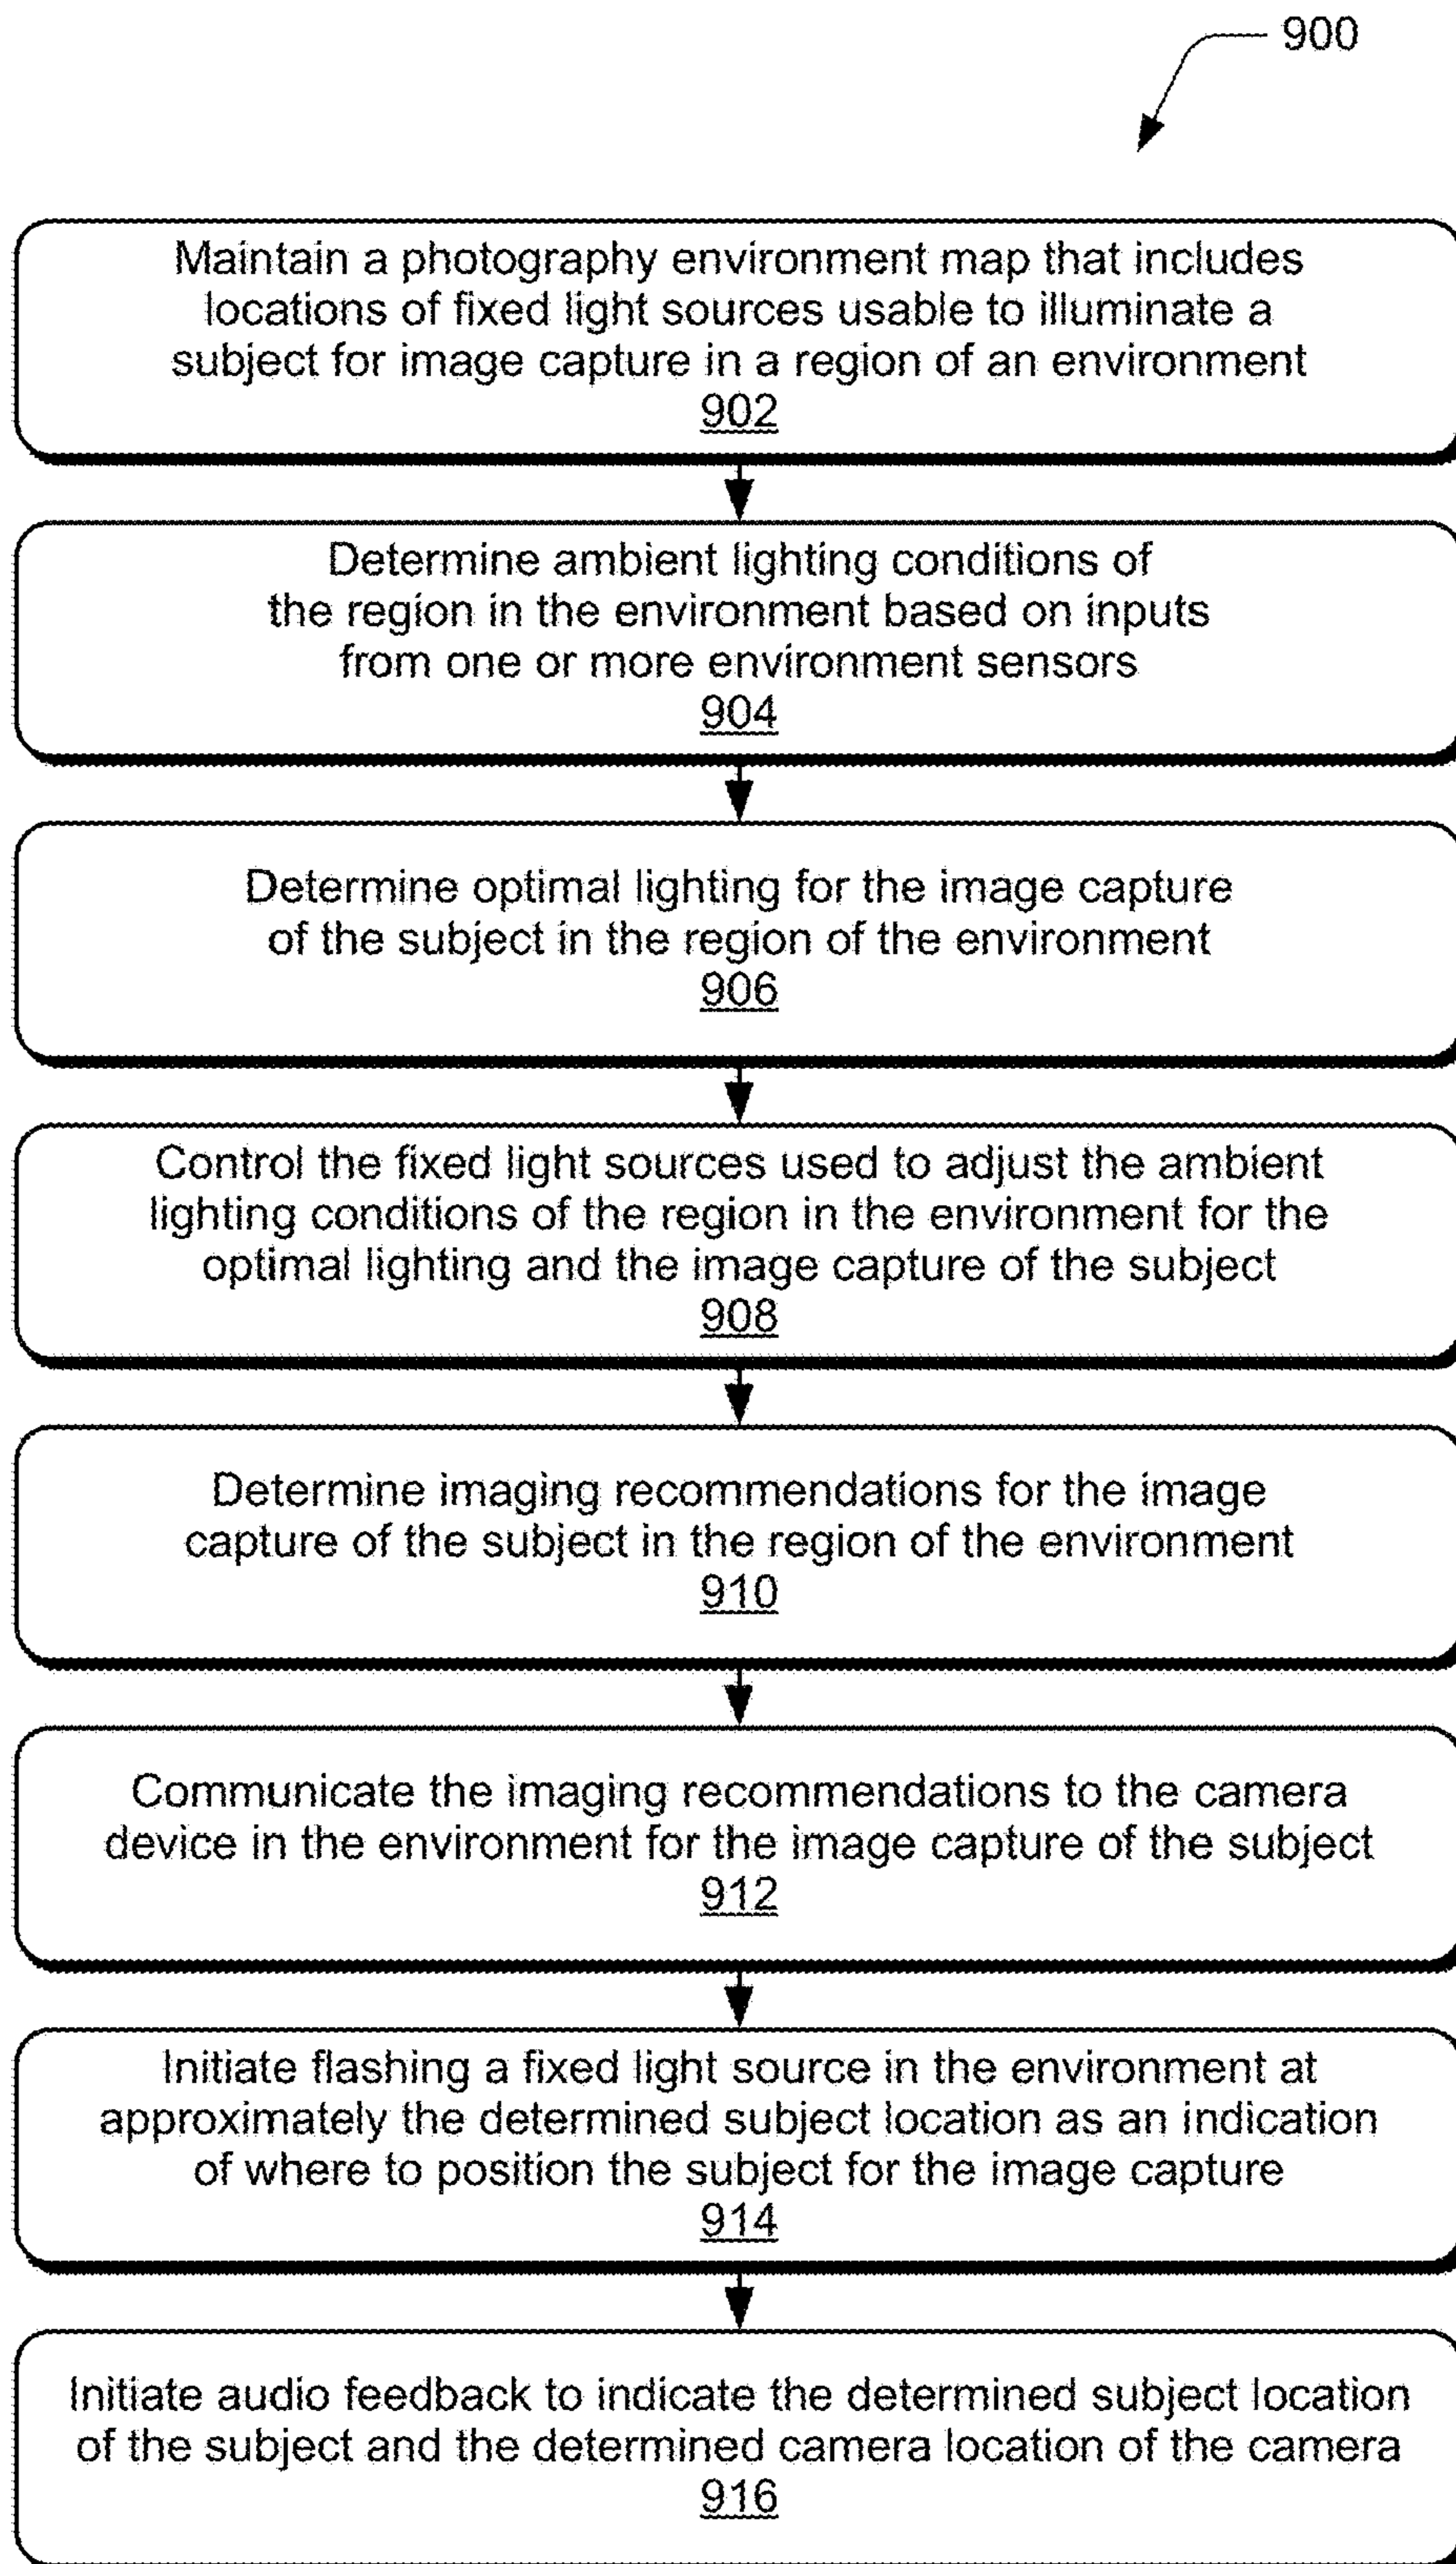 900
Maintain a photography environment map that includes
locations of fixed light sources usable to illuminate a
subject for image capture in a region of an environment
902
Determine ambient lighting conditions of
the region in the environment based on inputs
from one or more environment sensors
904
Determine optimal lighting for the image capture
of the subject in the region of the environment
906
Control the fixed light sources used to adjust the ambient
lighting conditions of the region in the environment for the
optimal lighting and the image capture of the subject
908
Determine imaging recommendations for the image
capture of the subject in the region of the environment
910
Communicate the imaging recommendations to the camera
device in the environment for the image capture of the subject
912
Initiate flashing a fixed light source in the environment at
approximately the determined subject location as an indication
of where to position the subject for the image capture
914
Initiate audio feedback to indicate the determined subject location
of the subject and the determined camera location of the camera
916